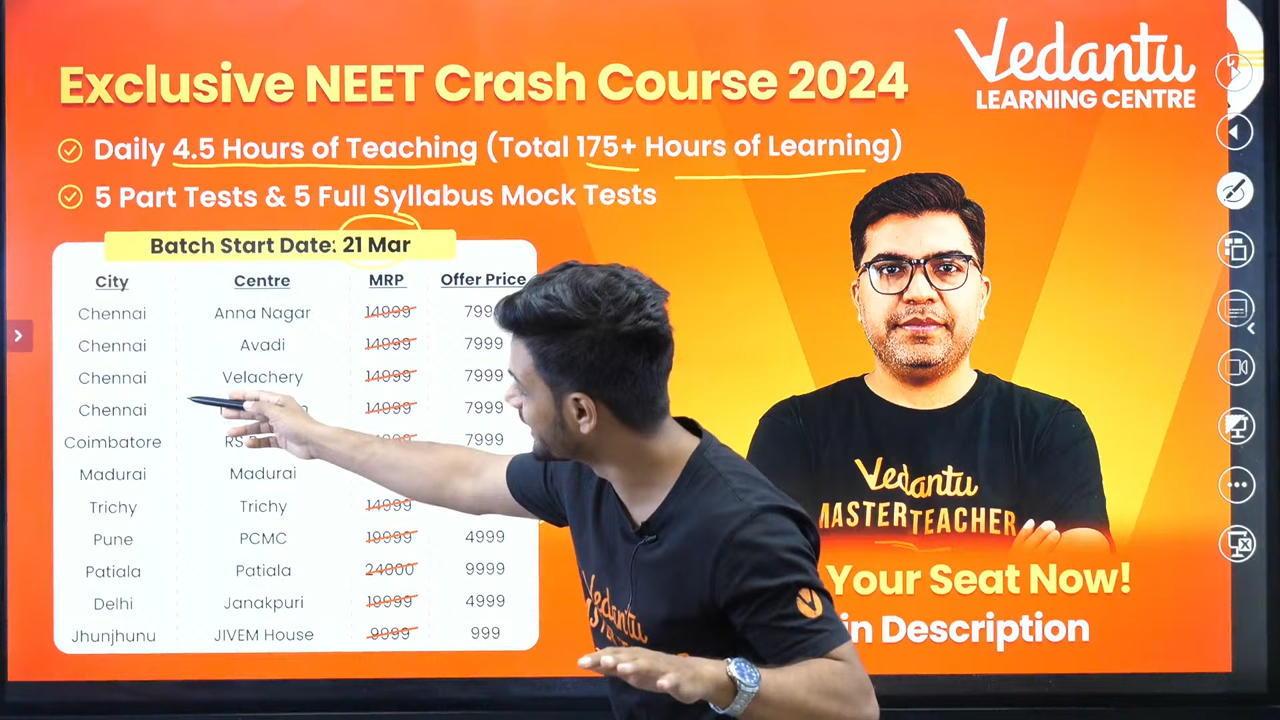 Vedantu
LEARNING CENTRE
Exclusive NEET Crash Course 2024
Daily 4.5 Hours of Teaching (Total 175+ Hours of Learning)
5 Part Tests & 5 Full Syllabus Mock Tests
Batch Start Date: 21 Mar
City Centre MRP Offer Price
Chennai Anna Nagar 14999
Chennai Avadi 14999 7999
Chennai Velachery 14999 7999
Chennai 14999 7999
Coimbatore RS 7999
Madurai Madurai
Trichy Trichy 14999
Pune PCMC 19999 4999
Patiala Patiala 24000 9999
Delhi Janakpuri 19999 4999
Jhunjhunu JIVEM House 9999 999
Vedantu
MASTERTEACHER
Your Seat Now!
in Description
Vedantu